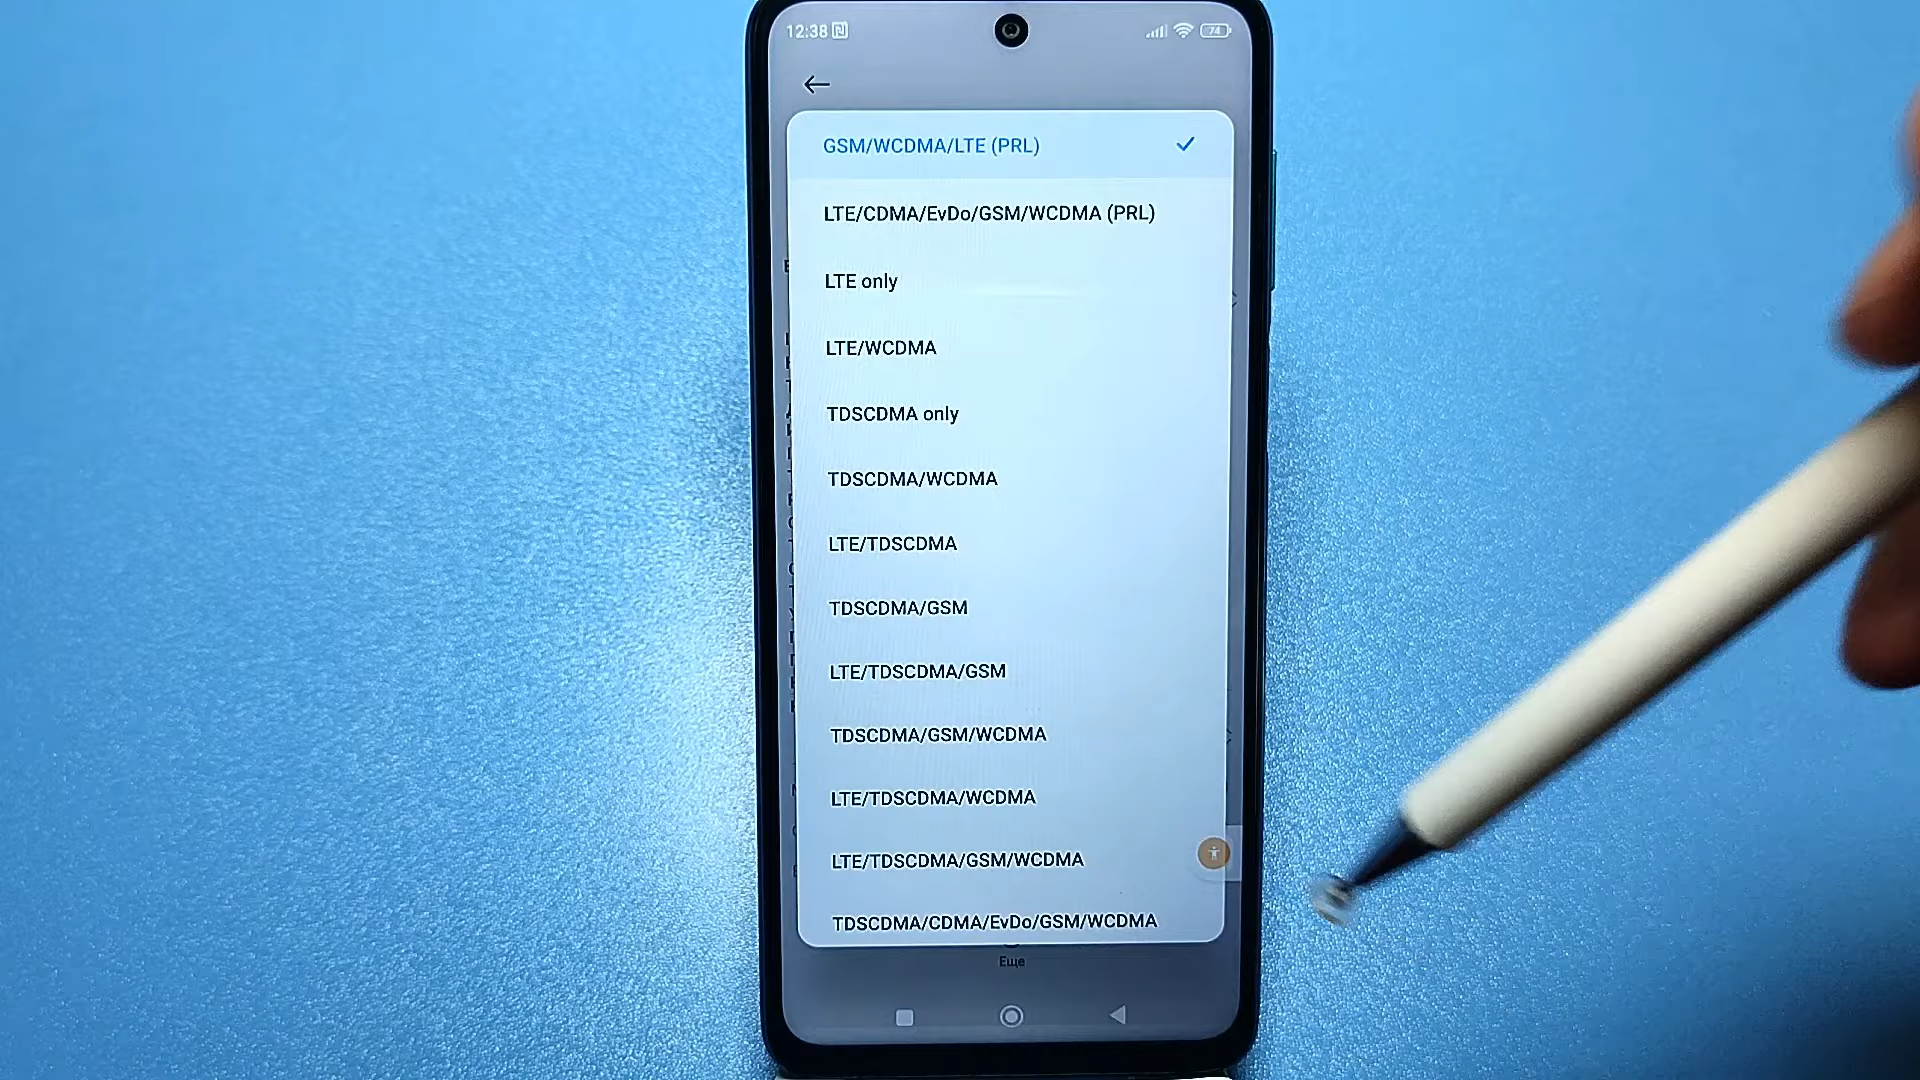 12:38
74
GSM/WCDMA/LTE (PRL)
LTE/CDMA/EvDo/GSM/WCDMA (PRL)
LTE only
LTE/WCDMA
TDSCDMA only
TDSCDMA/WCDMA
LTE/TDSCDMA
TDSCDMA/GSM
LTE/TDSCDMA/GSM
TDSCDMA/GSM/WCDMA
LTE/TDSCDMA/WCDMA
LTE/TDSCDMA/GSM/WCDMA
TDSCDMA/CDMA/EvDo/GSM/WCDMA
Еще